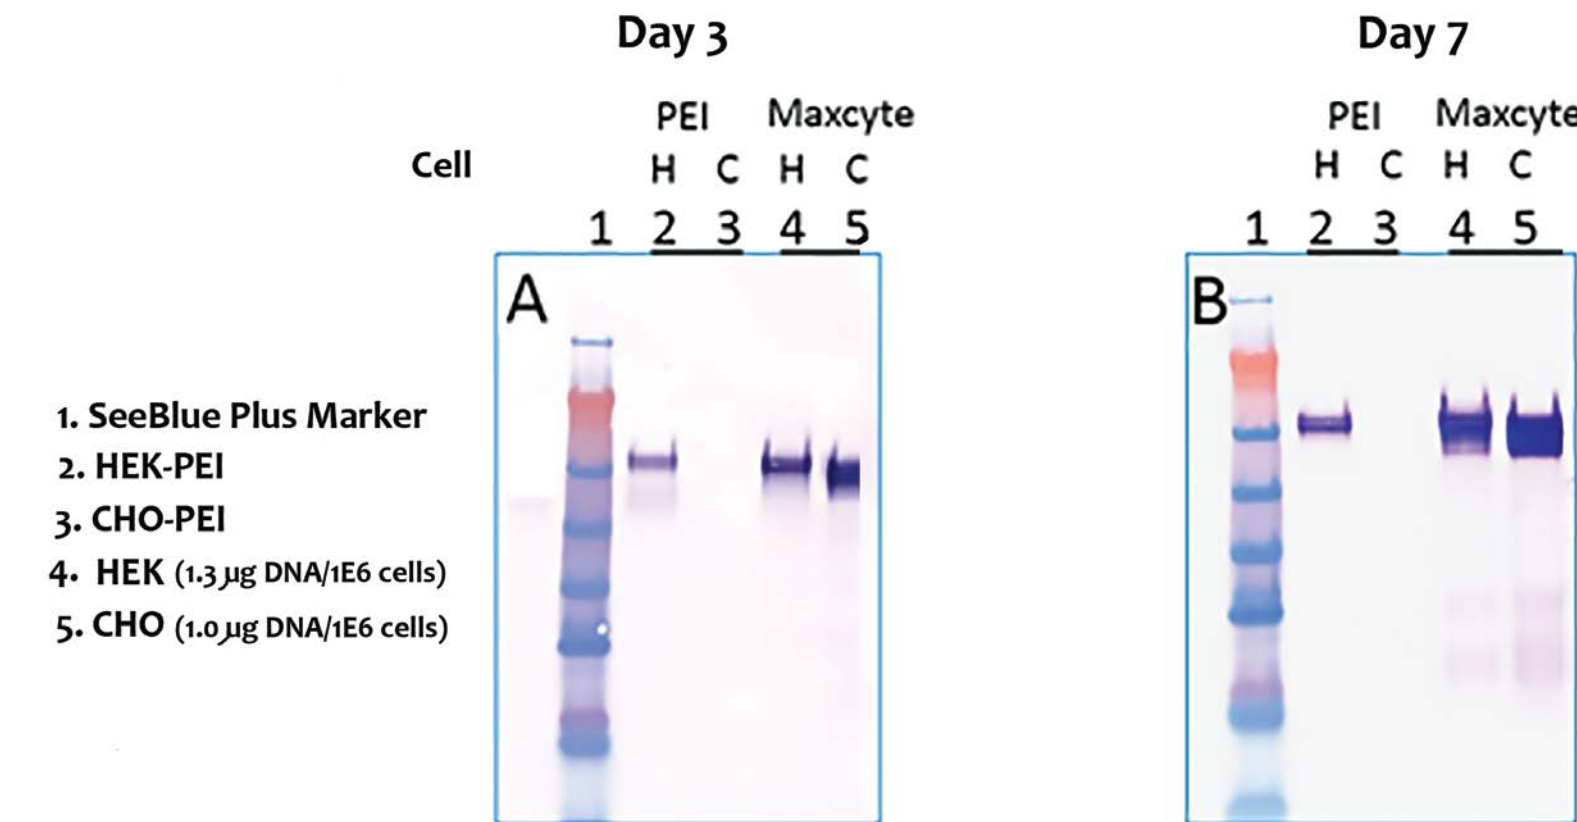 Day 3
Day 7
PEI Maxcyte
PEI Maxcyte
Cell H C H C
H C H C
1 2 3 4 5
1 2 3 4 5
A
B
1. SeeBlue Plus Marker
2. HEK-PEI
3. CHO-PEI
4. HEK (1.3 µg DNA/1E6 cells)
5. CHO (1.0 µg DNA/1E6 cells)